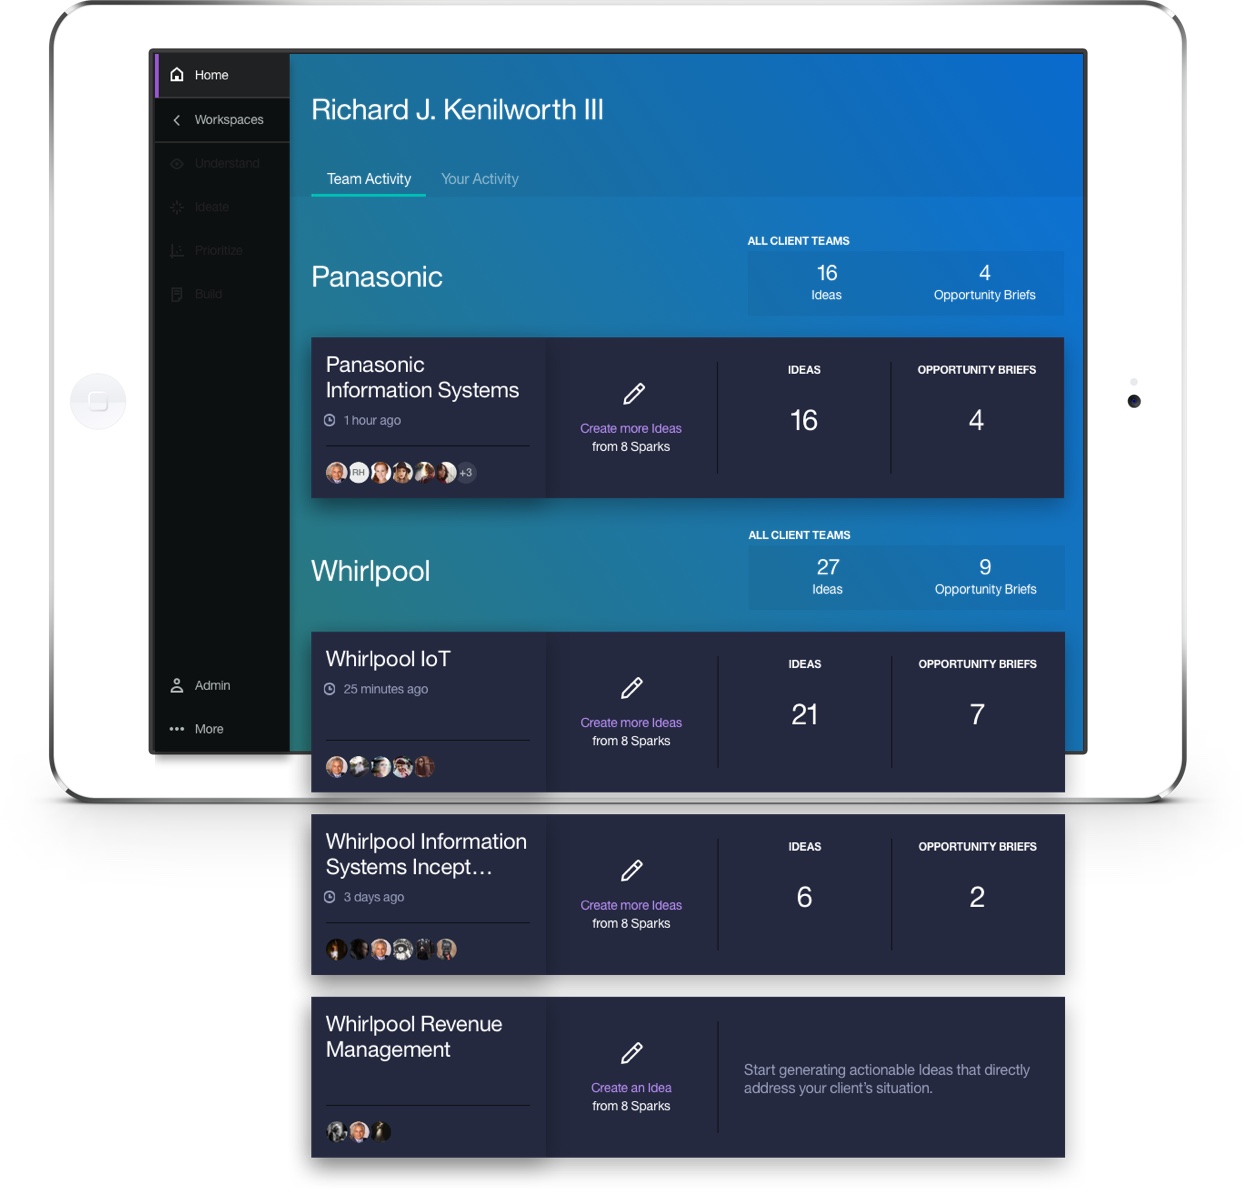 Home
Workspaces
Understand
Ideate
Prioritize
Build
Admin
More
Richard J. Kenilworth III
Team Activity
Your Activity
Panasonic
ALL CLIENT TEAMS
16
Ideas
4
Opportunity Briefs
Panasonic
Information Systems
1 hour ago
RH
+3
Create more Ideas
from 8 Sparks
IDEAS
16
OPPORTUNITY BRIEFS
4
Whirlpool
ALL CLIENT TEAMS
27
Ideas
9
Opportunity Briefs
Whirlpool IoT
25 minutes ago
Create more Ideas
from 8 Sparks
IDEAS
21
OPPORTUNITY BRIEFS
7
Whirlpool Information
Systems Incept…
3 days ago
Create more Ideas
from 8 Sparks
IDEAS
6
OPPORTUNITY BRIEFS
2
Whirlpool Revenue
Management
Create an Idea
from 8 Sparks
Start generating actionable Ideas that directly
address your client’s situation.